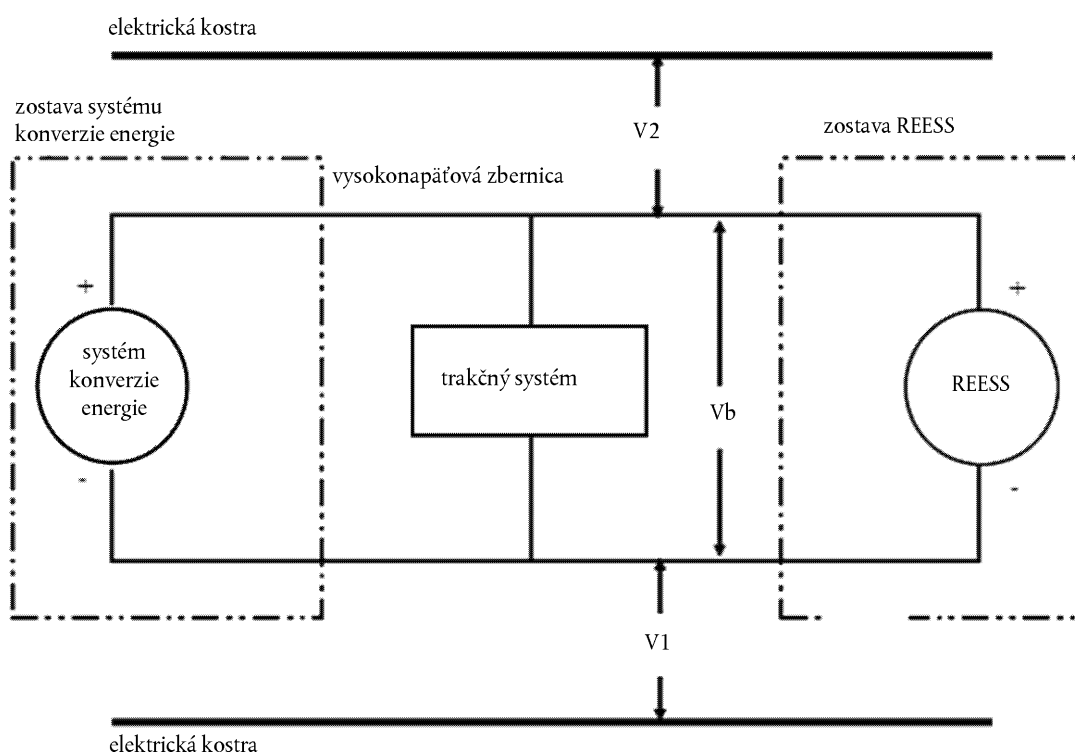 elektrická kostra
zostava systému
konverzie energie
V2
zostava REESS
vysokonapäťová zbernica
+
+
systém
konverzie
energie
trakčný systém
REESS
Vb
-
-
V1
elektrická kostra